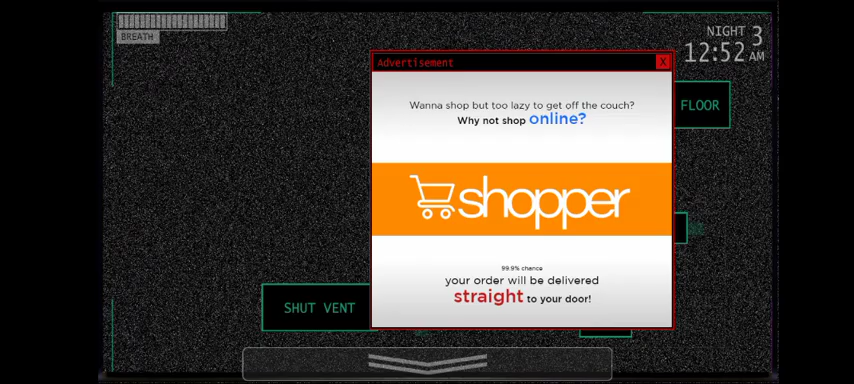 BREATH
NIGHT 3
12:52 AM
Advertisement X
Wanna shop but too lazy to get off the couch?
Why not shop online?
FLOOR
shopper
99.9% chance
your order will be delivered
straight to your door!
SHUT VENT